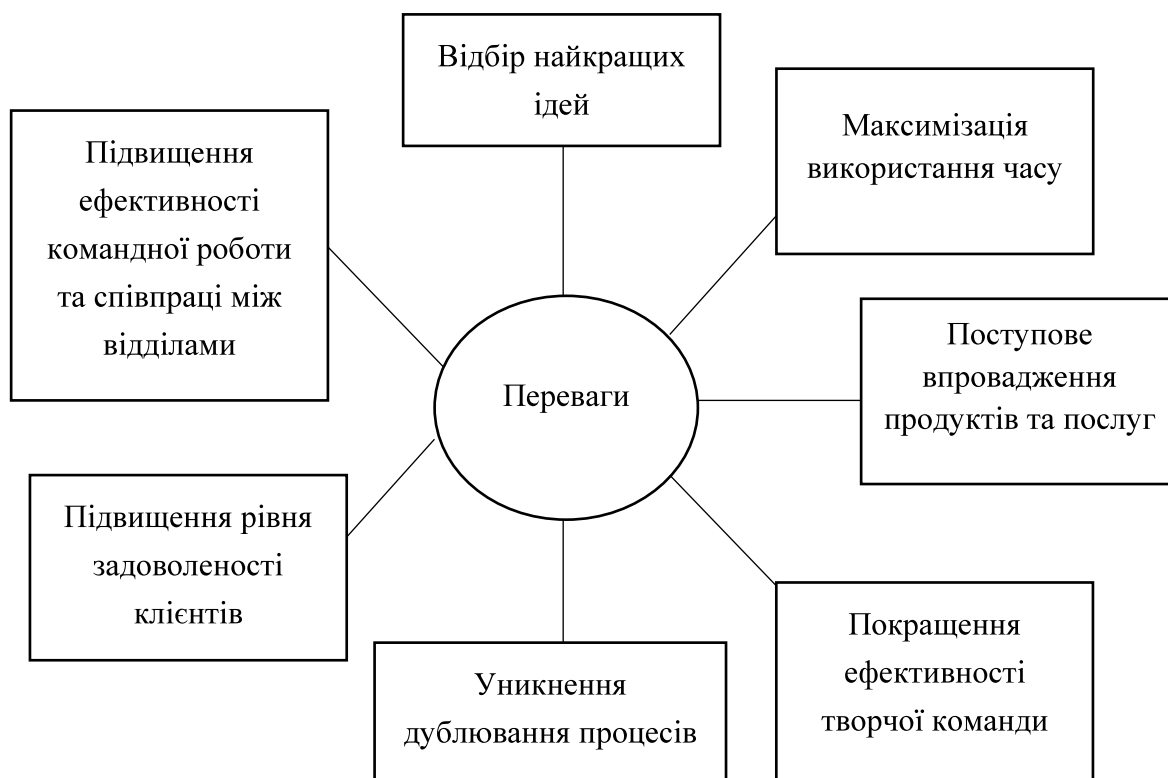 Відбір найкращих
ідей
Максимізація
використання часу
Підвищення
ефективності
командної роботи
та співпраці між
відділами
Поступове
впровадження
продуктів та послуг
Переваги
Підвищення рівня
задоволеності
клієнтів
Покращення
ефективності
творчої команди
Уникнення
дублювання процесів